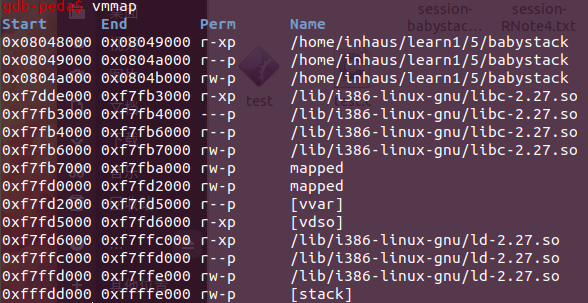 gdb-peda$ vmmap
Start      End        Perm      Name
0x08048000 0x08049000 r-xp      /home/inhaus/learn1/5/babystack
0x08049000 0x0804a000 r--p      /home/inhaus/learn1/5/babystack
0x0804a000 0x0804b000 rw-p      /home/inhaus/learn1/5/babystack
0xf7dde000 0xf7fb3000 r-xp      /lib/i386-linux-gnu/libc-2.27.so
0xf7fb3000 0xf7fb4000 ---p      /lib/i386-linux-gnu/libc-2.27.so
0xf7fb4000 0xf7fb6000 r--p      /lib/i386-linux-gnu/libc-2.27.so
0xf7fb6000 0xf7fb7000 rw-p      /lib/i386-linux-gnu/libc-2.27.so
0xf7fb7000 0xf7fba000 rw-p      mapped
0xf7fd0000 0xf7fd2000 rw-p      mapped
0xf7fd2000 0xf7fd5000 r--p      [vvar]
0xf7fd5000 0xf7fd6000 r-xp      [vdso]
0xf7fd6000 0xf7ffc000 r-xp      /lib/i386-linux-gnu/ld-2.27.so
0xf7ffc000 0xf7ffd000 r--p      /lib/i386-linux-gnu/ld-2.27.so
0xf7ffd000 0xf7ffe000 rw-p      /lib/i386-linux-gnu/ld-2.27.so
0xfffdd000 0xffffe000 rw-p      [stack]
session-
babystac...
session-
RNote4.txt
test